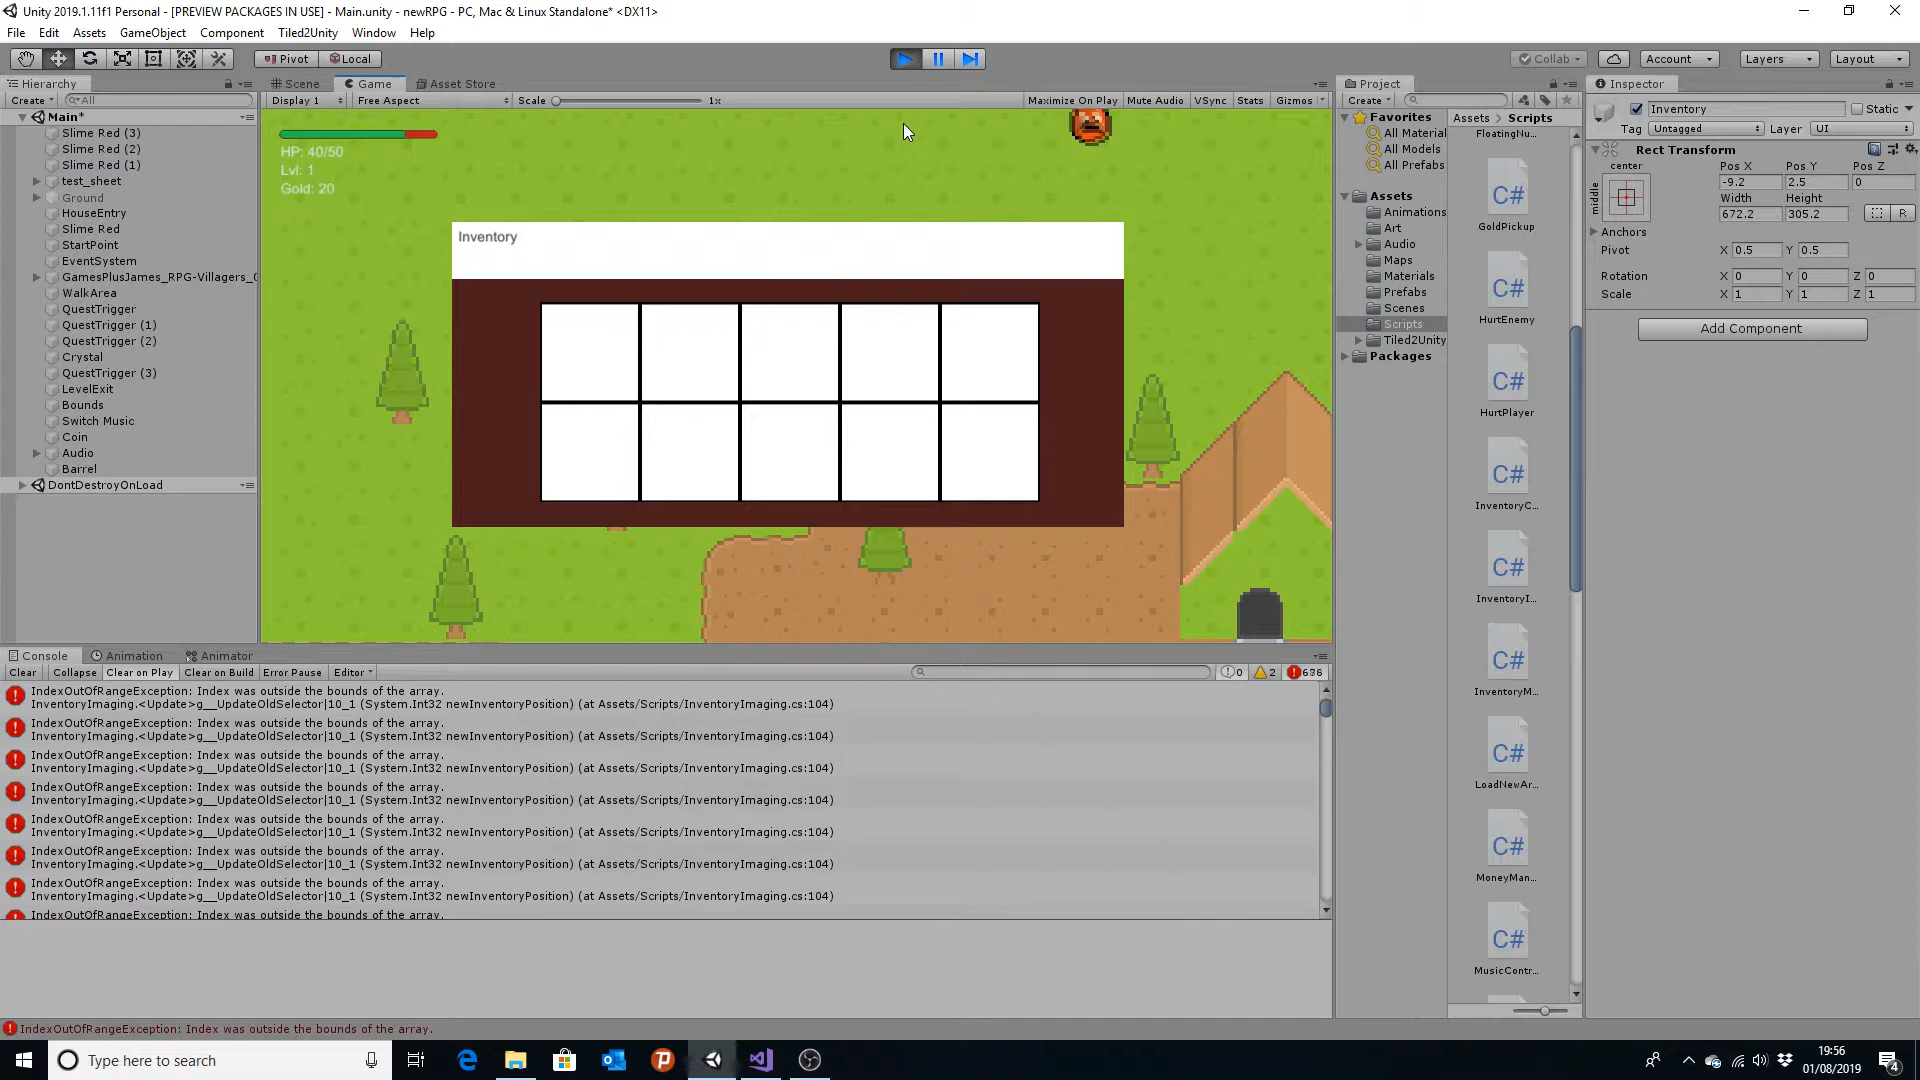 Unity 2019.1.11f1 Personal - [PREVIEW PACKAGES IN USE] - Main.unity - newRPG - PC, Mac & Linux Standalone* <DX11>
File Edit Assets GameObject Component Tiled2Unity Window Help
Pivot Local Collab Account Layers Layout
Hierarchy
Create All
Main*
Slime Red (3)
Slime Red (2)
Slime Red (1)
test_sheet
Ground
HouseEntry
Slime Red
StartPoint
EventSystem
GamesPlusJames_RPG-Villagers_0
WalkArea
QuestTrigger
QuestTrigger (1)
QuestTrigger (2)
Crystal
QuestTrigger (3)
LevelExit
Bounds
Switch Music
Coin
Audio
Barrel
DontDestroyOnLoad
Scene Game Asset Store
Display 1 Free Aspect Scale 1x Maximize On Play Mute Audio VSync Stats Gizmos
HP: 40/50
Lvl: 1
Gold: 20
Inventory
Project
Create
Favorites
All Material
All Models
All Prefabs
Assets
Animations
Art
Audio
Maps
Materials
Prefabs
Scenes
Scripts
Tiled2Unity
Packages
Assets Scripts
FloatingNu...
C#
GoldPickup
C#
HurtEnemy
C#
HurtPlayer
C#
InventoryC...
C#
InventoryI...
C#
InventoryM...
C#
LoadNewAr...
C#
MoneyMan...
C#
MusicContr...
Inspector
Inventory Static
Tag Untagged Layer UI
Rect Transform
center Pos X Pos Y Pos Z
middle -9.2 2.5 0
Width Height
672.2 305.2 R
Anchors
Pivot X 0.5 Y 0.5
Rotation X 0 Y 0 Z 0
Scale X 1 Y 1 Z 1
Add Component
Console Animation Animator
Clear Collapse Clear on Play Clear on Build Error Pause Editor 0 2 636
IndexOutOfRangeException: Index was outside the bounds of the array.
InventoryImaging.<Update>g__UpdateOldSelector|10_1 (System.Int32 newInventoryPosition) (at Assets/Scripts/InventoryImaging.cs:104)
IndexOutOfRangeException: Index was outside the bounds of the array.
InventoryImaging.<Update>g__UpdateOldSelector|10_1 (System.Int32 newInventoryPosition) (at Assets/Scripts/InventoryImaging.cs:104)
IndexOutOfRangeException: Index was outside the bounds of the array.
InventoryImaging.<Update>g__UpdateOldSelector|10_1 (System.Int32 newInventoryPosition) (at Assets/Scripts/InventoryImaging.cs:104)
IndexOutOfRangeException: Index was outside the bounds of the array.
InventoryImaging.<Update>g__UpdateOldSelector|10_1 (System.Int32 newInventoryPosition) (at Assets/Scripts/InventoryImaging.cs:104)
IndexOutOfRangeException: Index was outside the bounds of the array.
InventoryImaging.<Update>g__UpdateOldSelector|10_1 (System.Int32 newInventoryPosition) (at Assets/Scripts/InventoryImaging.cs:104)
IndexOutOfRangeException: Index was outside the bounds of the array.
InventoryImaging.<Update>g__UpdateOldSelector|10_1 (System.Int32 newInventoryPosition) (at Assets/Scripts/InventoryImaging.cs:104)
IndexOutOfRangeException: Index was outside the bounds of the array.
InventoryImaging.<Update>g__UpdateOldSelector|10_1 (System.Int32 newInventoryPosition) (at Assets/Scripts/InventoryImaging.cs:104)
IndexOutOfRangeException: Index was outside the bounds of the array.
IndexOutOfRangeException: Index was outside the bounds of the array.
Type here to search
19:56
01/08/2019
4